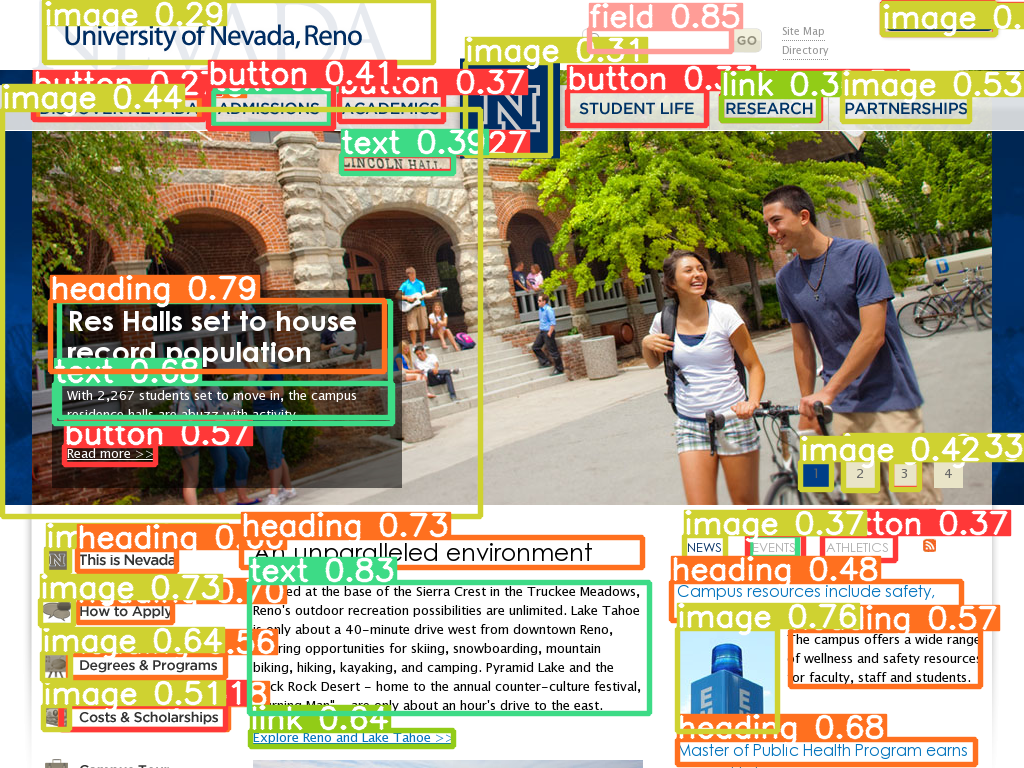 image 0.29
University of Nevada, Reno
field 0.85
GO
Site Map
Directory
image 0.
image 0.31
button 0.27
button 0.41
button 0.37
button 0.37
link 0.3
image 0.53
image 0.44
DISCOVER NEVADA
ADMISSIONS
ACADEMICS
N
STUDENT LIFE
RESEARCH
PARTNERSHIPS
text 0.3927
LINCOLN HALL
heading 0.79
Res Halls set to house
record population
text 0.68
With 2,267 students set to move in, the campus
residence halls are abuzz with activity
button 0.57
Read more >>
image 0.42
33
1
2
3
4
heading 0.73
An unparalleled environment
This is Nevada
image 0.73
0.70
How to Apply
image 0.64
.56
Degrees & Programs
image 0.51
18
Costs & Scholarships
Campus Tour
text 0.83
ed at the base of the Sierra Crest in the Truckee Meadows,
Reno's outdoor recreation possibilities are unlimited. Lake Tahoe
is only about a 40-minute drive west from downtown Reno,
ring opportunities for skiing, snowboarding, mountain
biking, hiking, kayaking, and camping. Pyramid Lake and the
ck Rock Desert - home to the annual counter-culture festival,
rning Man" - are only about an hour's drive to the east.
link 0.64
Explore Reno and Lake Tahoe >>
image 0.37
tton 0.37
NEWS
EVENTS
ATHLETICS
heading 0.48
Campus resources include safety,
image 0.76
ing 0.57
The campus offers a wide range
of wellness and safety resources
for faculty, staff and students.
heading 0.68
Master of Public Health Program earns